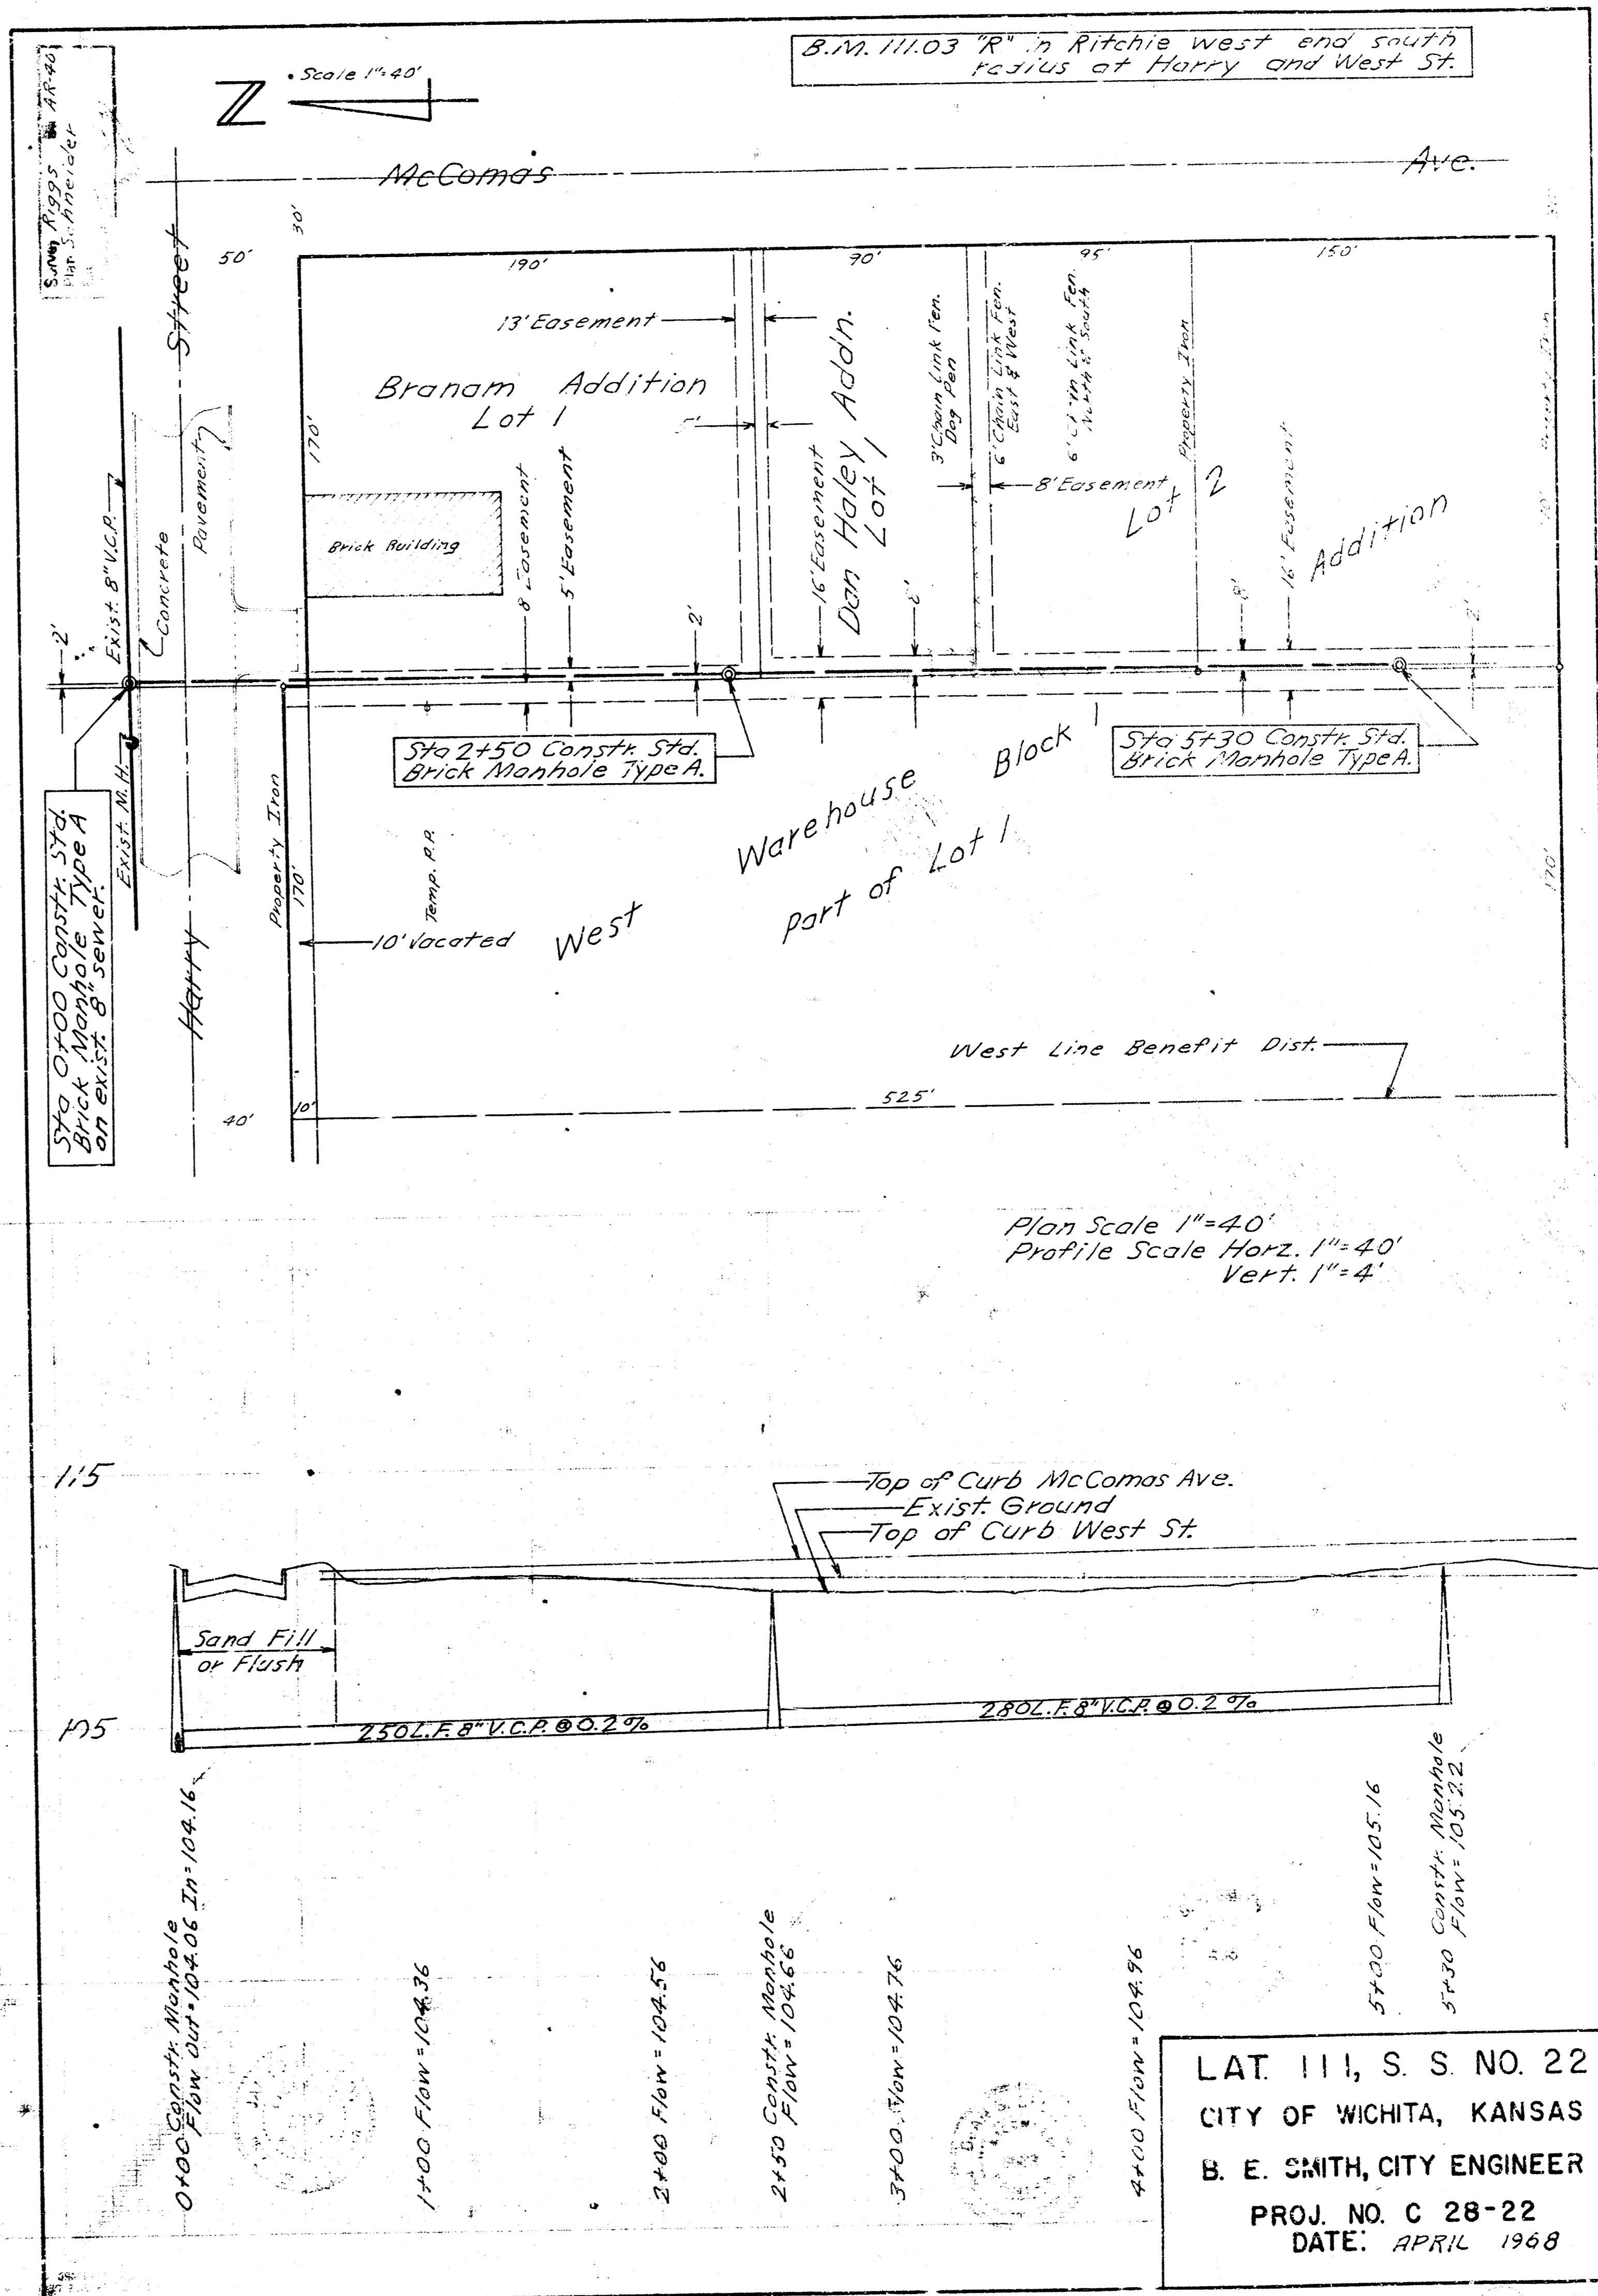 B.M. 111.03 "R" in Ritchie west end south
radius at Harry and West St.
Scale 1"=40'
N
Survey Riggs AR-40
Plan Schneider
McComas Ave.
30'
50'
190'
90'
95'
150'
Street
13' Easement
Branam Addition
Lot 1
170'
Brick Building
8' Easement
5' Easement
16' Easement
Dan Haley Addn.
LOT 1
3' Chain Link Fen.
Dog Pen
6' Chain Link Fen.
East & West
6' Chain Link Fen.
North & South
Property Iron
8' Easement
Lot 2
16' Easement
Addition
Exist. 8" V.C.P.
Concrete
Pavement
2'
2'
Sta 2+50 Constr. Std.
Brick Manhole Type A.
Sta 5+30 Constr. Std.
Brick Manhole Type A.
Exist. M.H.
Sta 0+00 Constr. Std.
Brick Manhole Type A
on exist. 8" sewer.
Property Iron
170'
Temp. P.P.
10' Vacated
West Warehouse Block 1
part of Lot 1
170'
Harry
West Line Benefit Dist.
525'
40'
10'
Plan Scale 1"=40'
Profile Scale Horz. 1"=40'
Vert. 1"=4'
115
Top of Curb McComas Ave.
Exist. Ground
Top of Curb West St.
Sand Fill
or Flush
105
250 L.F. 8" V.C.P. @ 0.2%
280 L.F. 8" V.C.P. @ 0.2%
0+00 Constr. Manhole
Flow Out=104.06 In=104.16
1+00 Flow=104.36
2+00 Flow=104.56
2+50 Constr. Manhole
Flow=104.66
3+00 Flow=104.76
4+00 Flow=104.96
5+00 Flow=105.16
5+30 Constr. Manhole
Flow=105.22
LAT. 111, S. S. NO. 22
CITY OF WICHITA, KANSAS
B. E. SMITH, CITY ENGINEER
PROJ. NO. C 28-22
DATE: APRIL 1968